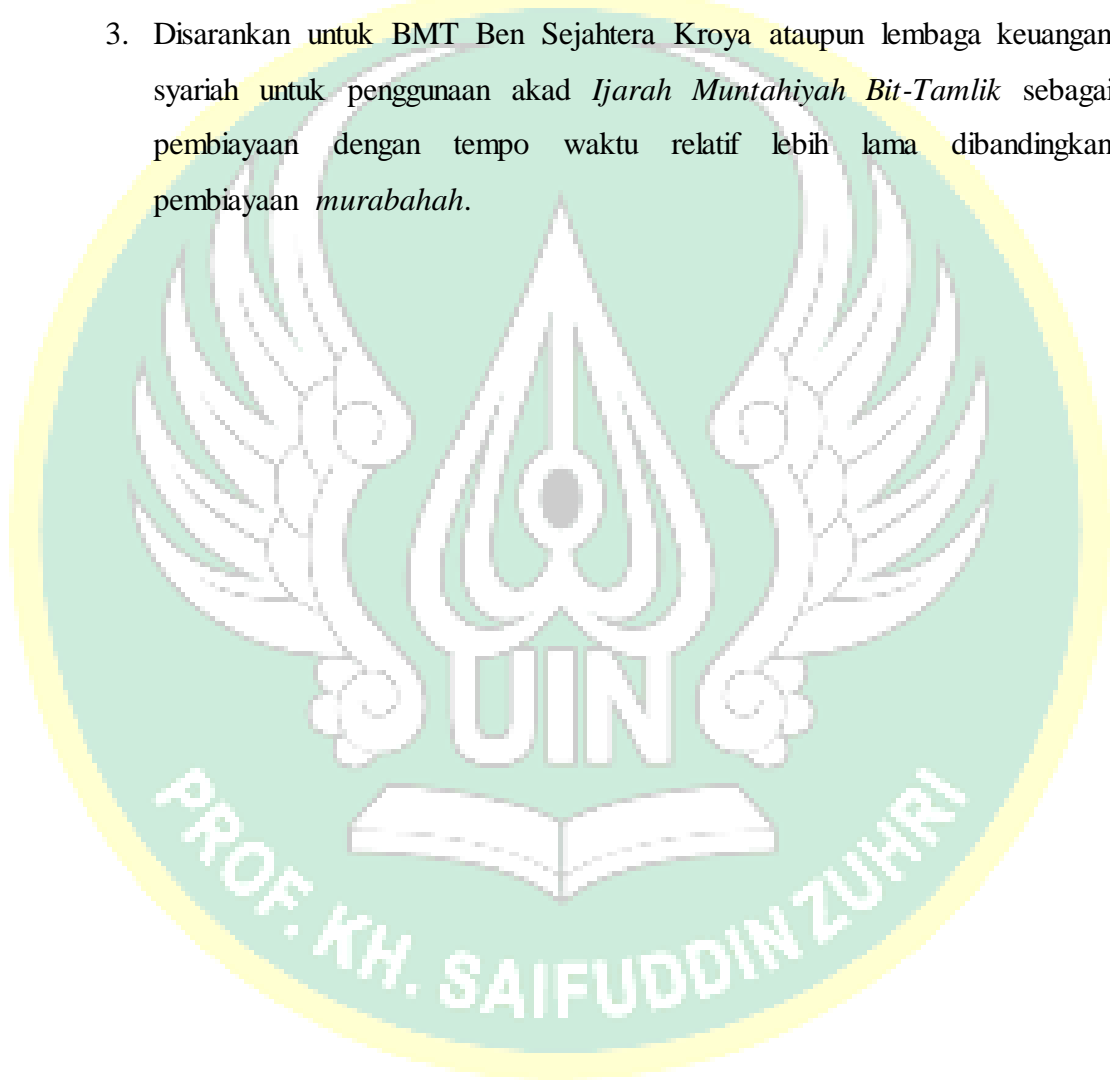 3. Disarankan untuk BMT Ben Sejahtera Kroya ataupun lembaga keuangan
syariah untuk penggunaan akad Ijarah Muntahiyah Bit-Tamlik sebagai
pembiayaan dengan tempo waktu relatif lebih lama dibandingkan
pembiayaan murabahah.
UIN
PROF. KH. SAIFUDDIN ZUHRI